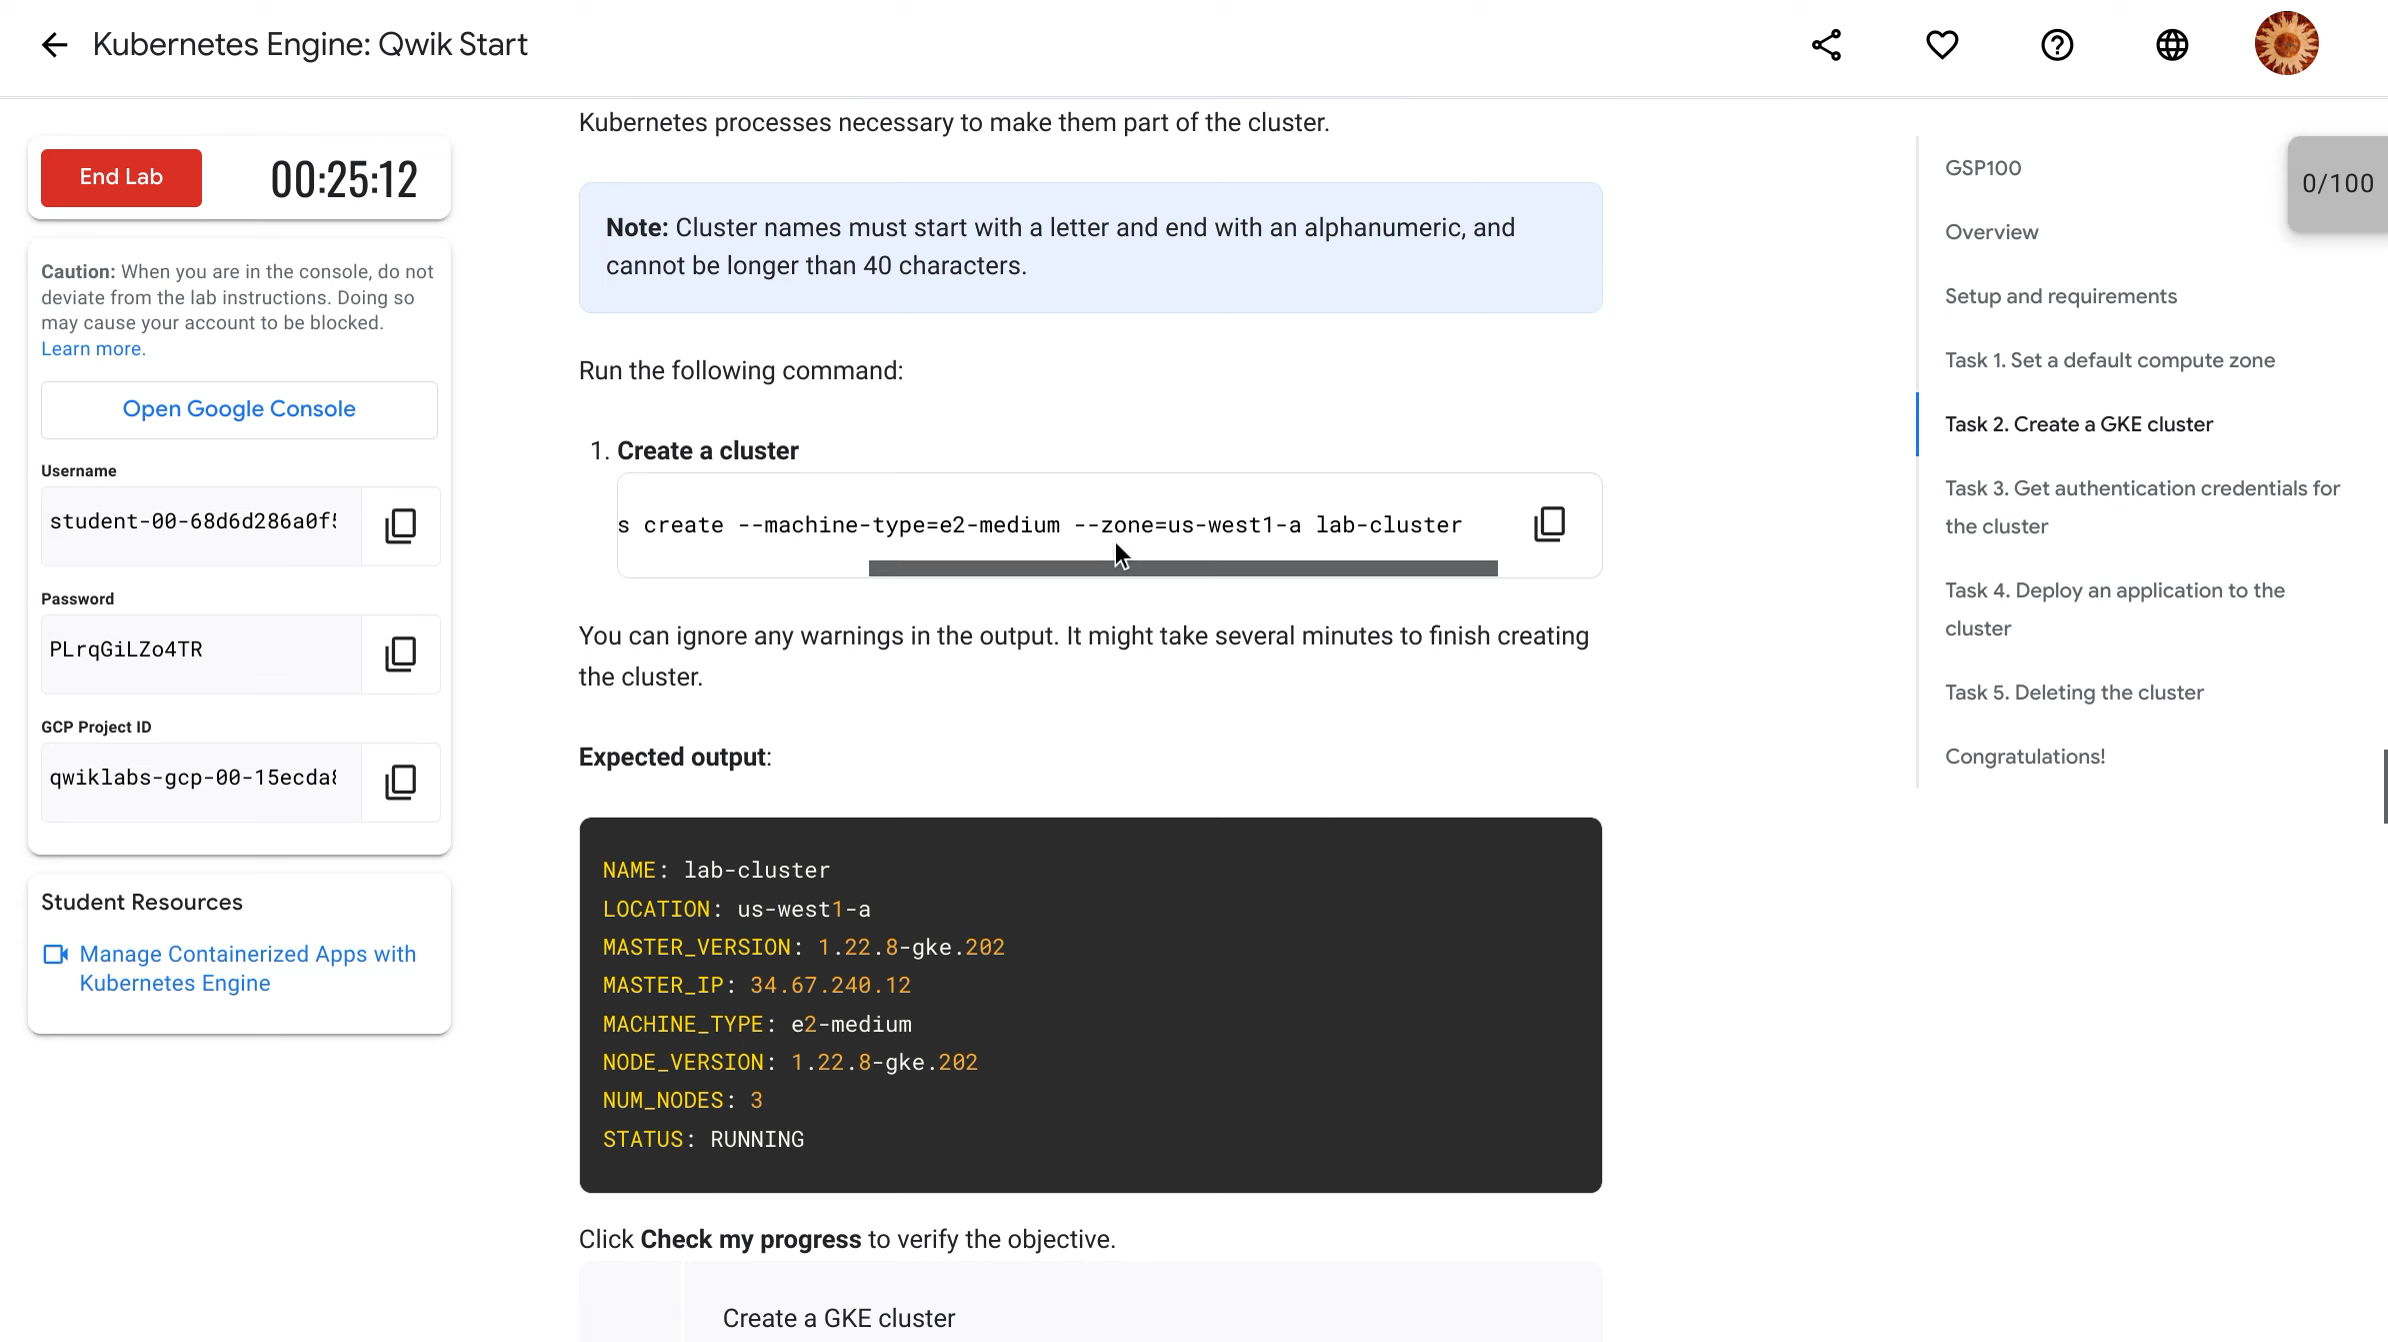 Kubernetes Engine: Qwik Start
Kubernetes processes necessary to make them part of the cluster.
End Lab
00:25:12
Caution: When you are in the console, do not
deviate from the lab instructions. Doing so
may cause your account to be blocked.
Learn more.
Open Google Console
Username
student-00-68d6d286a0f5
Password
PLrqGiLZo4TR
GCP Project ID
qwiklabs-gcp-00-15ecda8
Student Resources
Manage Containerized Apps with
Kubernetes Engine
Note: Cluster names must start with a letter and end with an alphanumeric, and
cannot be longer than 40 characters.
Run the following command:
1. Create a cluster
s create --machine-type=e2-medium --zone=us-west1-a lab-cluster
You can ignore any warnings in the output. It might take several minutes to finish creating
the cluster.
Expected output:
NAME: lab-cluster
LOCATION: us-west1-a
MASTER_VERSION: 1.22.8-gke.202
MASTER_IP: 34.67.240.12
MACHINE_TYPE: e2-medium
NODE_VERSION: 1.22.8-gke.202
NUM_NODES: 3
STATUS: RUNNING
Click Check my progress to verify the objective.
Create a GKE cluster
GSP100
Overview
Setup and requirements
Task 1. Set a default compute zone
Task 2. Create a GKE cluster
Task 3. Get authentication credentials for
the cluster
Task 4. Deploy an application to the
cluster
Task 5. Deleting the cluster
Congratulations!
0/100